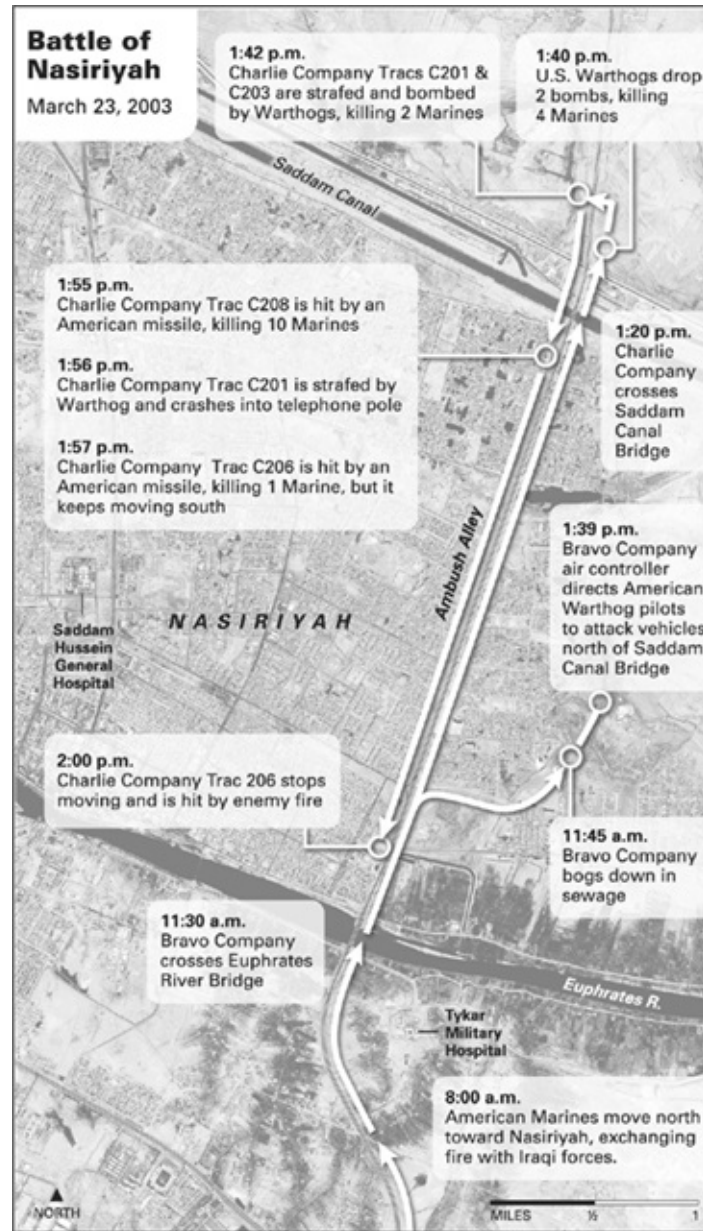 Battle of
Nasiriyah
March 23, 2003
1:42 p.m.
Charlie Company Tracs C201 &
C203 are strafed and bombed
by Warthogs, killing 2 Marines
1:40 p.m.
U.S. Warthogs drop
2 bombs, killing
4 Marines
Saddam Canal
1:55 p.m.
Charlie Company Trac C208 is hit by an
American missile, killing 10 Marines
1:56 p.m.
Charlie Company Trac C201 is strafed by
Warthog and crashes into telephone pole
1:57 p.m.
Charlie Company Trac C206 is hit by an
American missile, killing 1 Marine, but it
keeps moving south
1:20 p.m.
Charlie
Company
crosses
Saddam
Canal
Bridge
Ambush Alley
1:39 p.m.
Bravo Company
air controller
directs American
Warthog pilots
to attack vehicles
north of Saddam
Canal Bridge
NASIRIYAH
Saddam
Hussein
General
Hospital
2:00 p.m.
Charlie Company Trac 206 stops
moving and is hit by enemy fire
11:45 a.m.
Bravo Company
bogs down in
sewage
11:30 a.m.
Bravo Company
crosses Euphrates
River Bridge
Euphrates R.
Tykar
Military
Hospital
8:00 a.m.
American Marines move north
toward Nasiriyah, exchanging
fire with Iraqi forces.
NORTH
MILES ½ 1